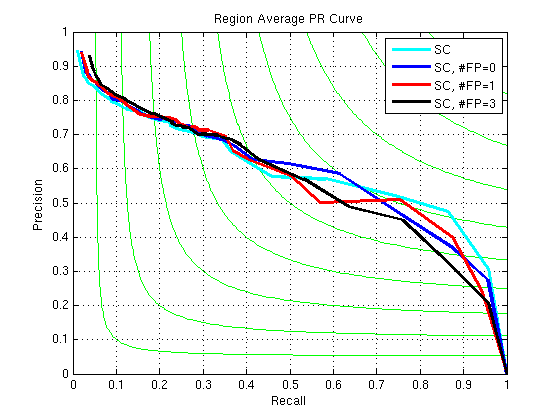 Region Average PR Curve
SC
SC, #FP=0
SC, #FP=1
SC, #FP=3
Precision
1
0.9
0.8
0.7
0.6
0.5
0.4
0.3
0.2
0.1
0
0 0.1 0.2 0.3 0.4 0.5 0.6 0.7 0.8 0.9 1
Recall